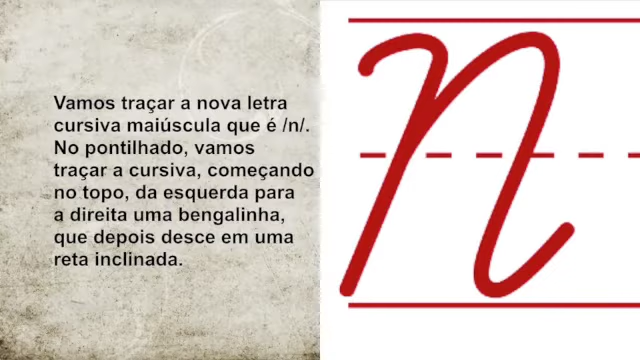 Vamos traçar a nova letra
cursiva maiúscula que é /n/.
No pontilhado, vamos
traçar a cursiva, começando
no topo, da esquerda para
a direita uma bengalinha,
que depois desce em uma
reta inclinada.
N